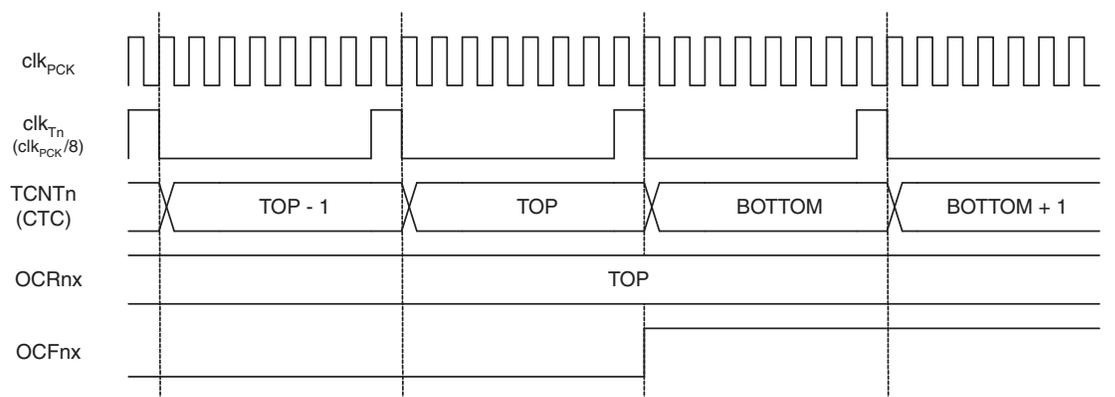 clkPCK
clkTn
(clkPCK/8)
TCNTn
(CTC)
TOP - 1
TOP
BOTTOM
BOTTOM + 1
OCRnx
TOP
OCFnx